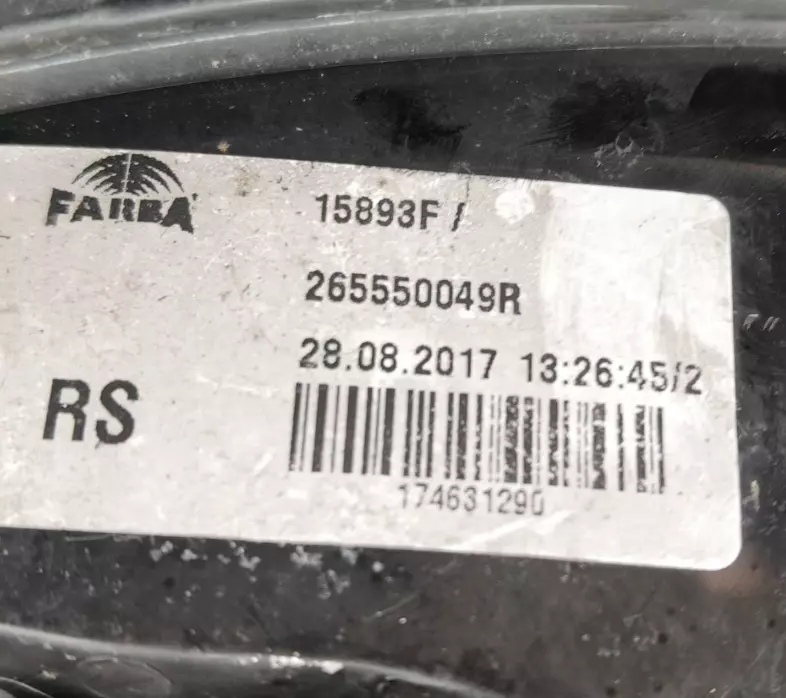 FARBA
15893F /
265550049R
28.08.2017 13:26:45/2
RS
174631290